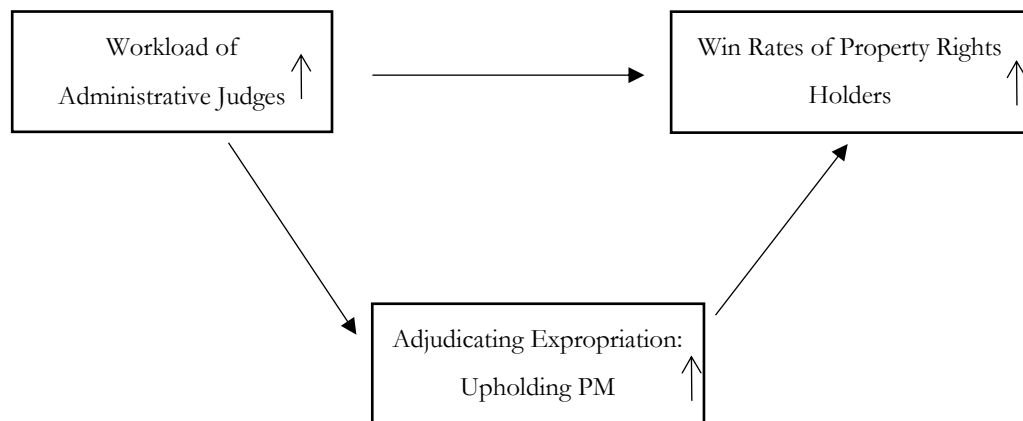 Workload of
Administrative Judges
Win Rates of Property Rights
Holders
Adjudicating Expropriation:
Upholding PM